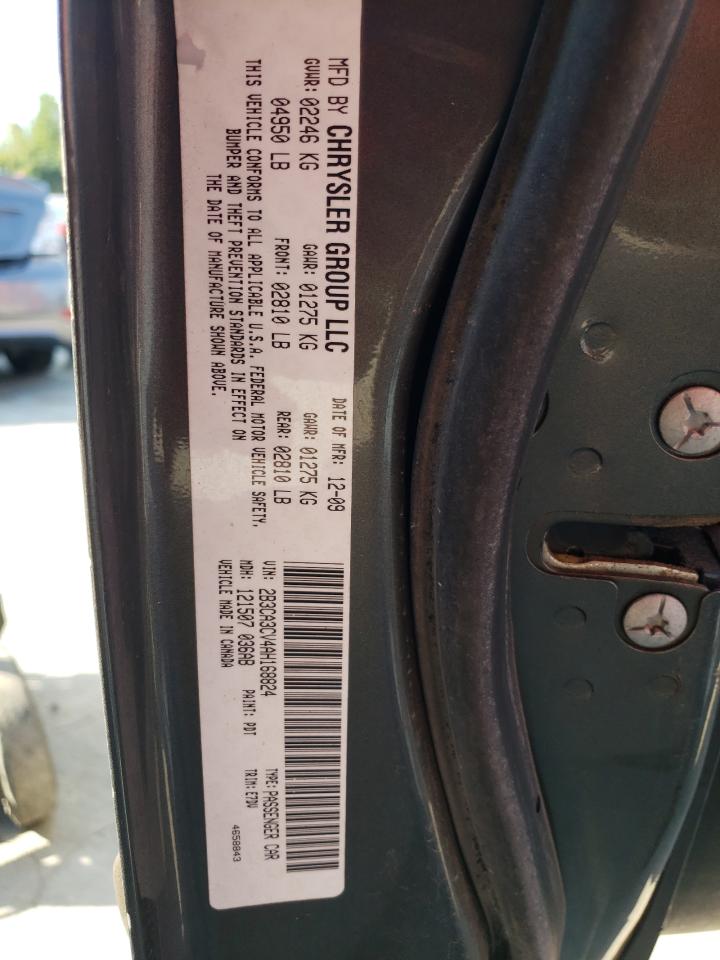 MFD BY CHRYSLER GROUP LLC DATE OF MFR: 12-09
GVWR: 02246 KG GAWR: 01275 KG GAWR: 01275 KG
04950 LB FRONT: 02810 LB REAR: 02810 LB
THIS VEHICLE CONFORMS TO ALL APPLICABLE U.S.A. FEDERAL MOTOR VEHICLE SAFETY,
BUMPER AND THEFT PREVENTION STANDARDS IN EFFECT ON
THE DATE OF MANUFACTURE SHOWN ABOVE.
VIN: 2B3CA3CV4AH168824 TYPE: PASSENGER CAR
MDH: 121507 036AB PAINT: PDT TRIM: E7DV
VEHICLE MADE IN CANADA 4658843